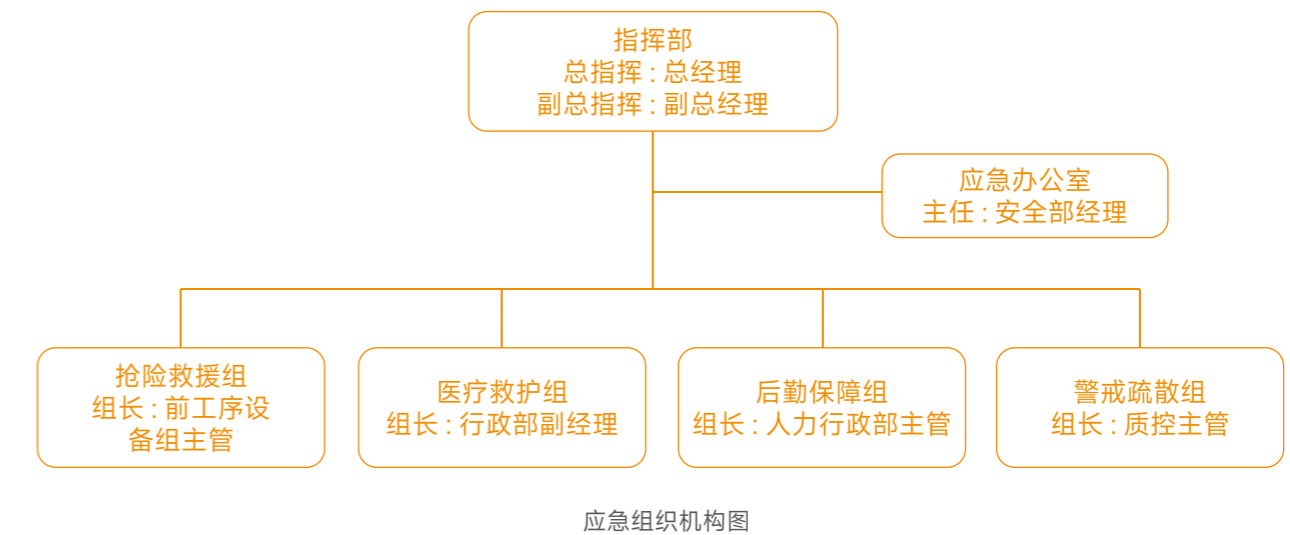 指挥部
总指挥 : 总经理
副总指挥 : 副总经理
应急办公室
主任 : 安全部经理
抢险救援组
组长 : 前工序设
备组主管
医疗救护组
组长 : 行政部副经理
后勤保障组
组长 : 人力行政部主管
警戒疏散组
组长 : 质控主管
应急组织机构图